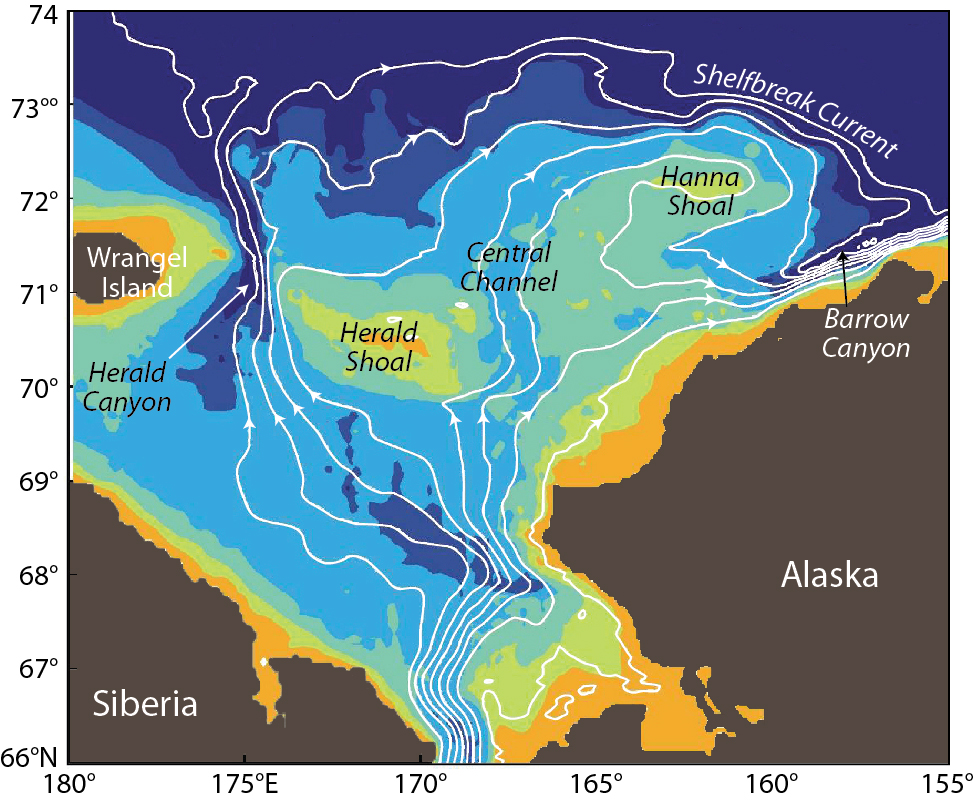 74
73°°
72°
71°
70°
69°
68°
67°
66°N
180°
175°E
170°
165°
160°
155°
Shelfbreak Current
Hanna
Shoal
Central
Channel
Wrangel
Island
Herald
Shoal
Herald
Canyon
Barrow
Canyon
Alaska
Siberia